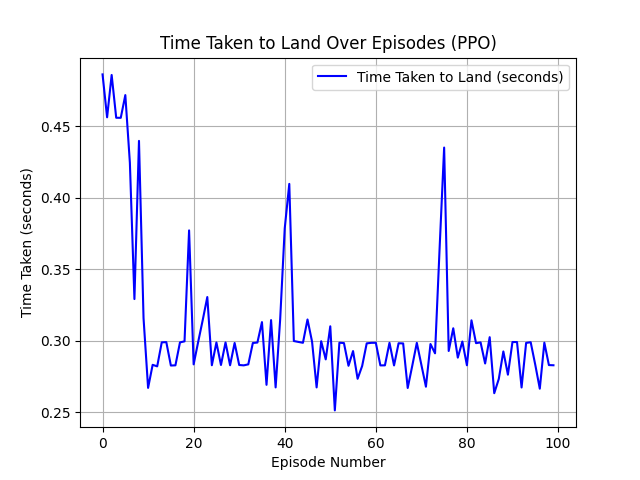 Time Taken to Land Over Episodes (PPO)
Time Taken to Land (seconds)
Time Taken (seconds)
0.45
0.40
0.35
0.30
0.25
0 20 40 60 80 100
Episode Number